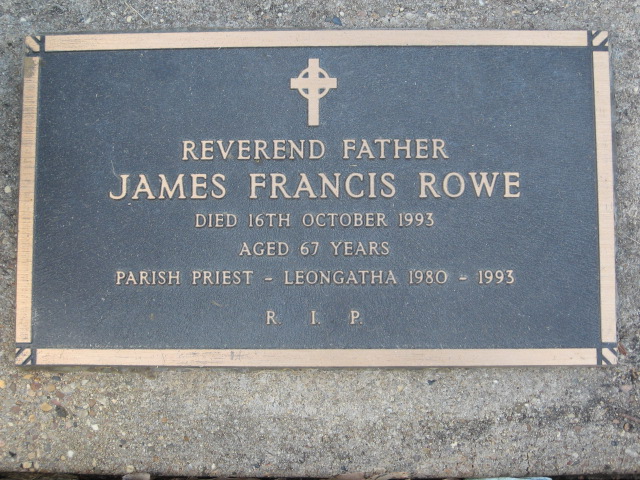 REVEREND FATHER
JAMES FRANCIS ROWE
DIED 16TH OCTOBER 1993
AGED 67 YEARS
PARISH PRIEST - LEONGATHA 1980 - 1993
R. I. P.